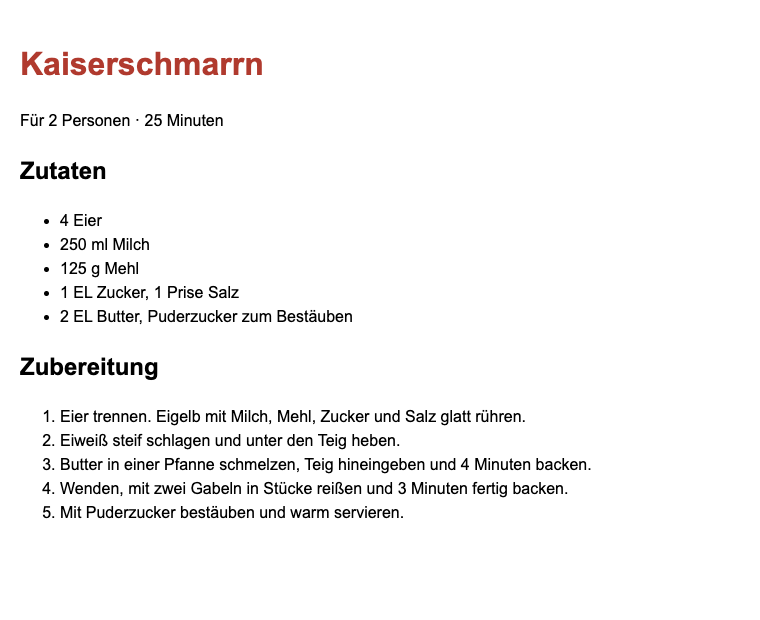 Kaiserschmarrn
Für 2 Personen · 25 Minuten
Zutaten
• 4 Eier
• 250 ml Milch
• 125 g Mehl
• 1 EL Zucker, 1 Prise Salz
• 2 EL Butter, Puderzucker zum Bestäuben
Zubereitung
1. Eier trennen. Eigelb mit Milch, Mehl, Zucker und Salz glatt rühren.
2. Eiweiß steif schlagen und unter den Teig heben.
3. Butter in einer Pfanne schmelzen, Teig hineingeben und 4 Minuten backen.
4. Wenden, mit zwei Gabeln in Stücke reißen und 3 Minuten fertig backen.
5. Mit Puderzucker bestäuben und warm servieren.